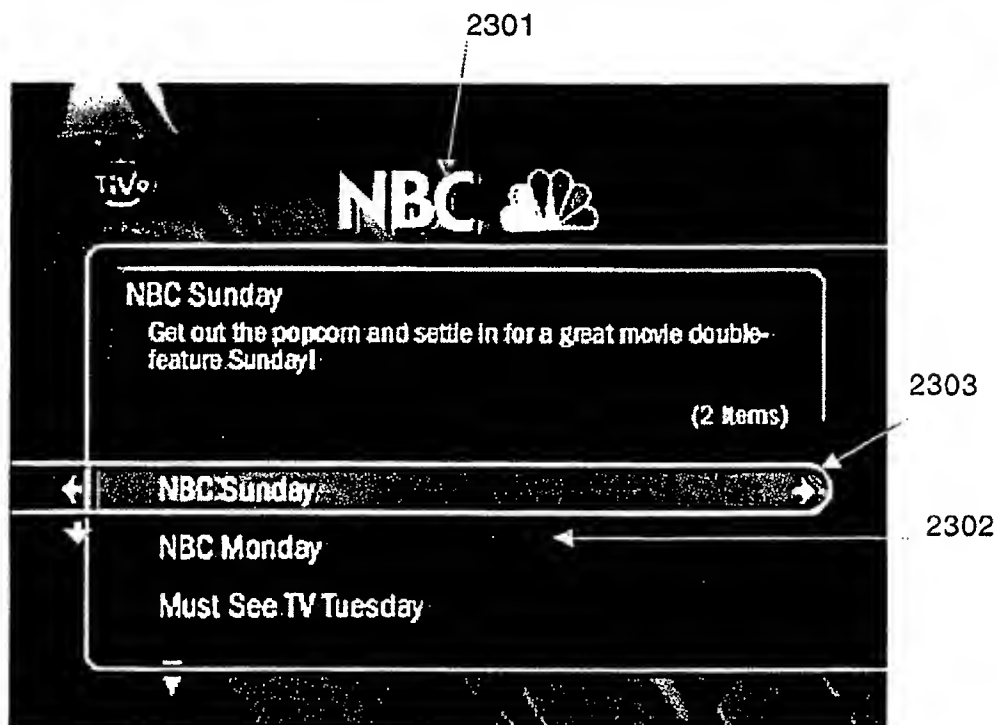 2301
TiVo
NBC
NBC Sunday
Get out the popcorn and settle in for a great movie double-
feature Sunday!
(2 Items)
2303
NBC Sunday
2302
NBC Monday
Must See TV Tuesday